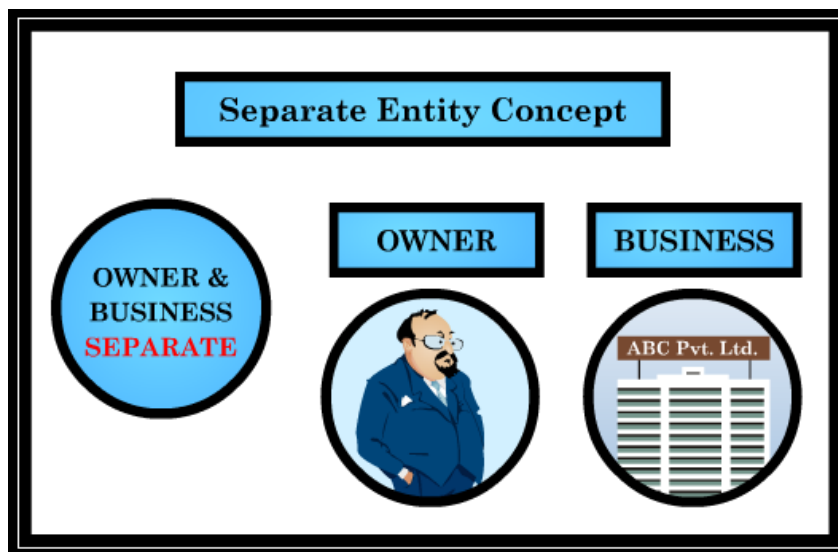 Separate Entity Concept
OWNER &
BUSINESS
SEPARATE
OWNER
BUSINESS
ABC Pvt. Ltd.